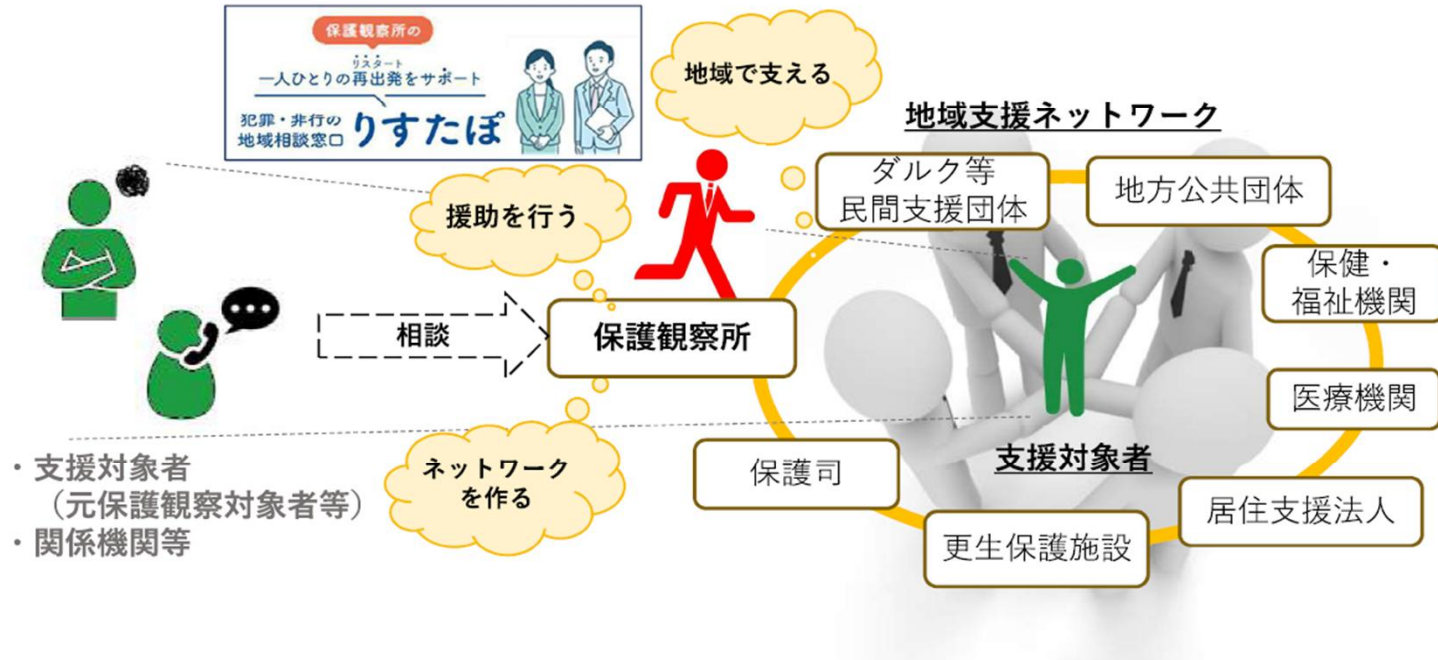 保護観察所の
リスタート
一人ひとりの再出発をサポート
犯罪・非行の
地域相談窓口
りすたぽ
地域で支える
地域支援ネットワーク
ダルク等
民間支援団体
地方公共団体
援助を行う
保健・
福祉機関
相談
保護観察所
医療機関
ネットワーク
を作る
保護司
支援対象者
居住支援法人
更生保護施設
・支援対象者
（元保護観察対象者等）
・関係機関等